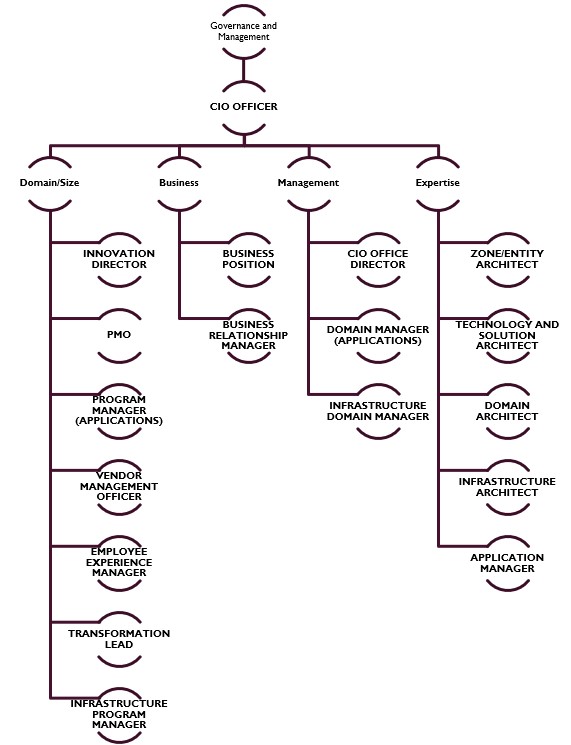 Governance and
Management
CIO OFFICER
Domain/Size
Business
Management
Expertise
INNOVATION
DIRECTOR
PMO
PROGRAM
MANAGER
(APPLICATIONS)
VENDOR
MANAGEMENT
OFFICER
EMPLOYEE
EXPERIENCE
MANAGER
TRANSFORMATION
LEAD
INFRASTRUCTURE
PROGRAM
MANAGER
BUSINESS
POSITION
BUSINESS
RELATIONSHIP
MANAGER
CIO OFFICE
DIRECTOR
DOMAIN MANAGER
(APPLICATIONS)
INFRASTRUCTURE
DOMAIN MANAGER
ZONE/ENTITY
ARCHITECT
TECHNOLOGY AND
SOLUTION
ARCHITECT
DOMAIN
ARCHITECT
INFRASTRUCTURE
ARCHITECT
APPLICATION
MANAGER